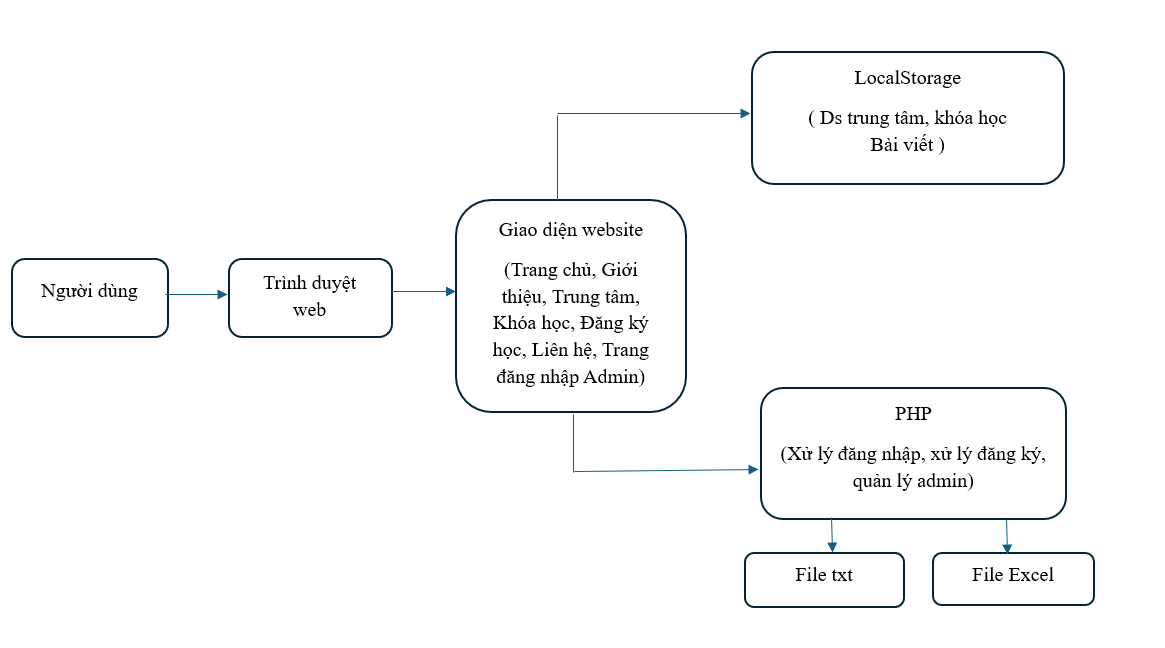 LocalStorage
( Ds trung tâm, khóa học
Bài viết )
Giao diện website
(Trang chủ, Giới
thiệu, Trung tâm,
Khóa học, Đăng ký
học, Liên hệ, Trang
đăng nhập Admin)
Người dùng
Trình duyệt
web
PHP
(Xử lý đăng nhập, xử lý đăng ký,
quản lý admin)
File txt
File Excel